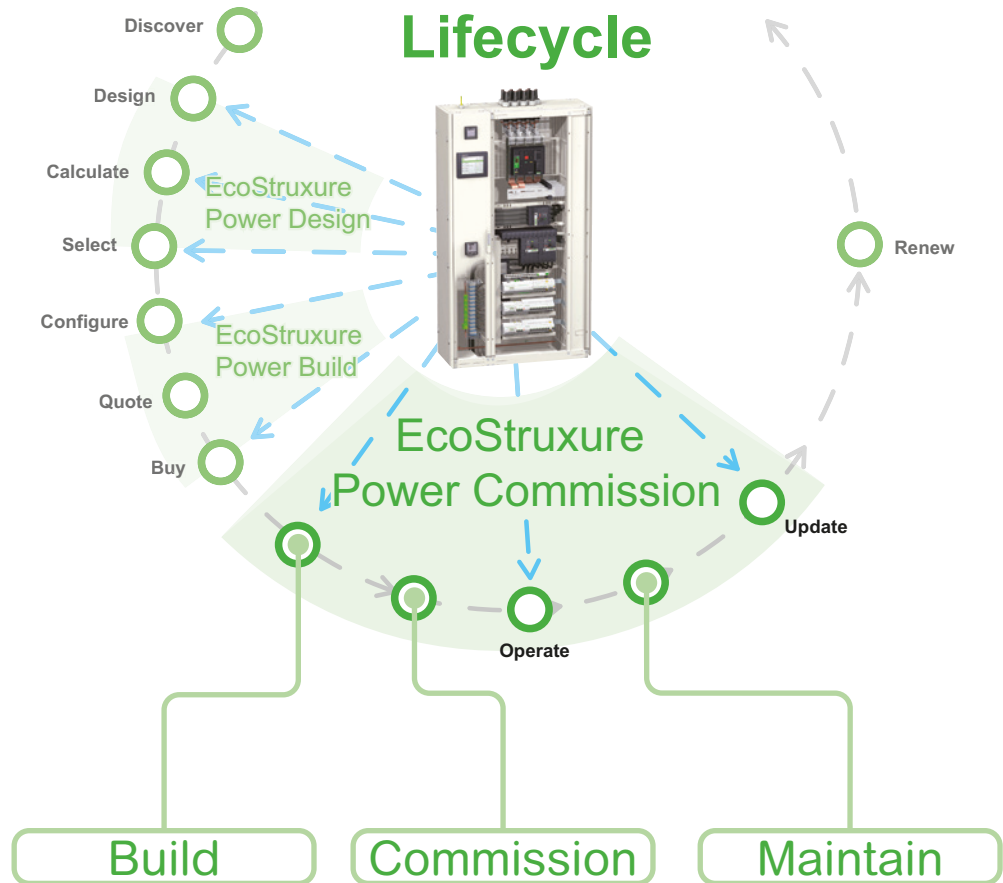 Lifecycle
Discover
Design
Calculate
Select
Configure
Quote
Buy
EcoStruxure
Power Design
EcoStruxure
Power Build
EcoStruxure
Power Commission
Operate
Update
Renew
Build
Commission
Maintain